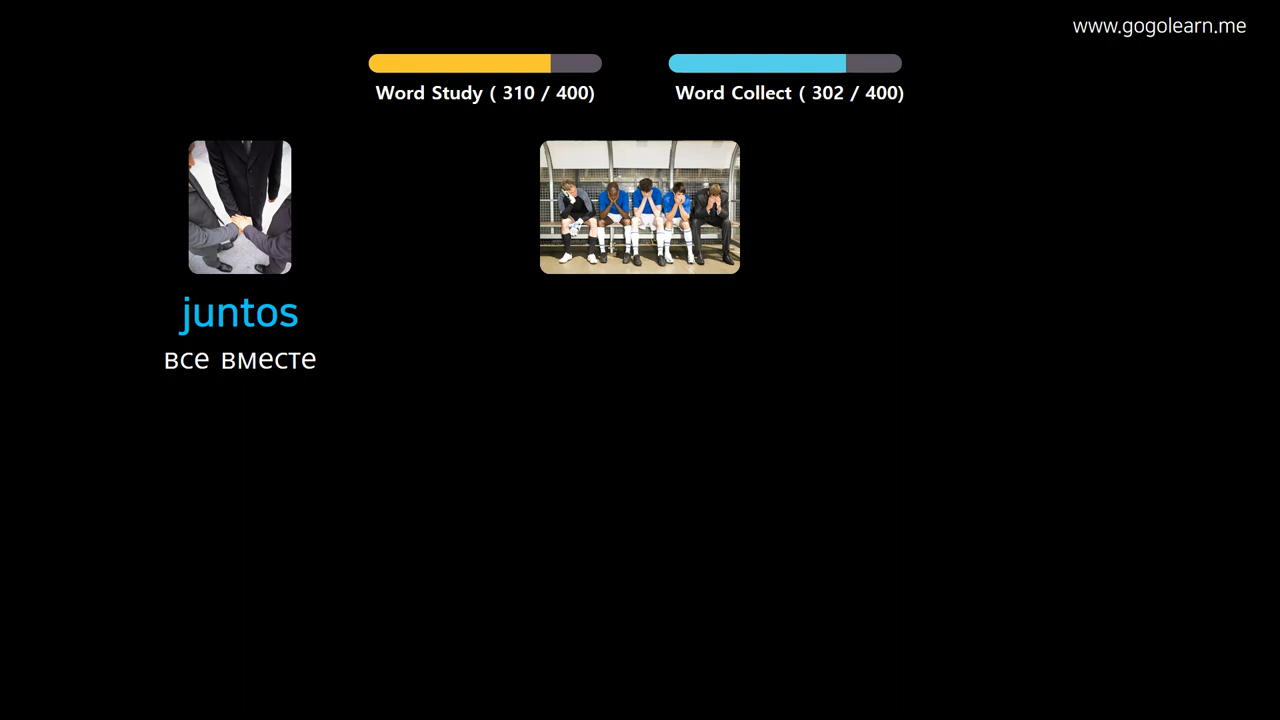 www.gogolearn.me
Word Study ( 310 / 400)
Word Collect ( 302 / 400)
juntos
все вместе